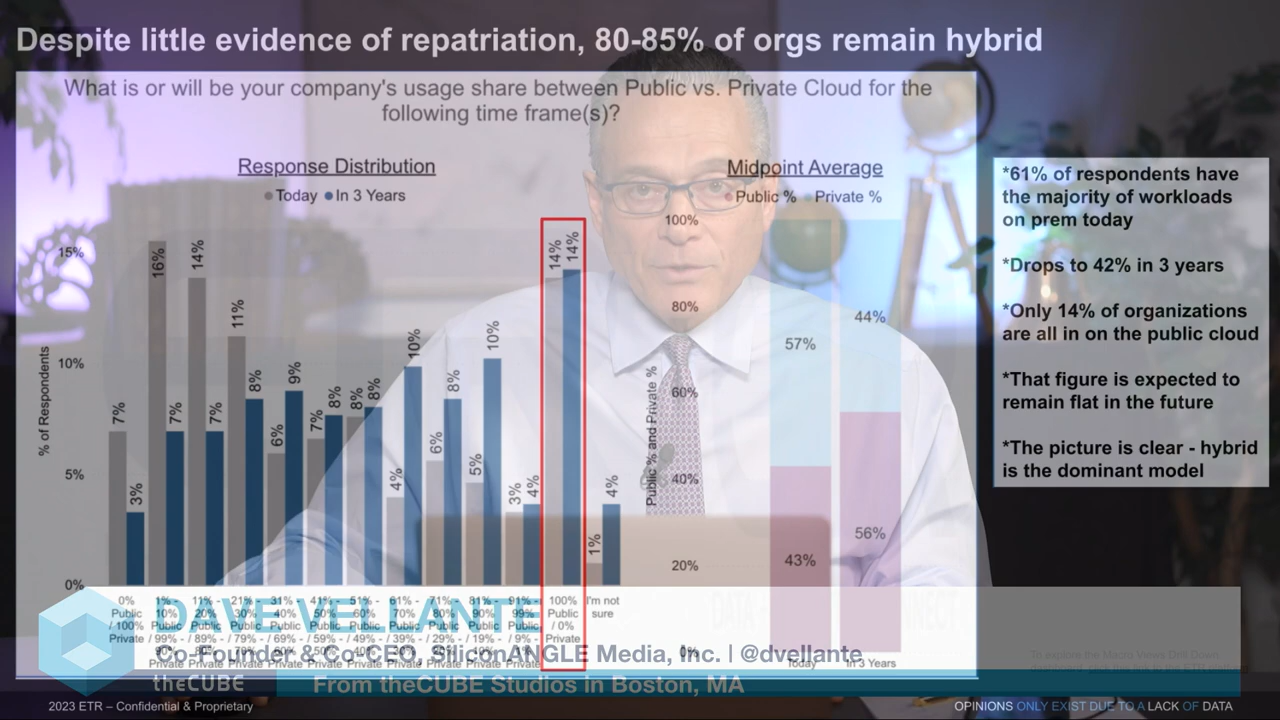 Despite little evidence of repatriation, 80-85% of orgs remain hybrid
What is or will be your company's usage share between Public vs. Private Cloud for the
following time frame(s)?
Response Distribution
Today In 3 Years
% of Respondents
15%
10%
5%
0%
7%
3%
16%
7%
14%
7%
11%
8%
6%
9%
7%
8%
8%
8%
4%
10%
6%
8%
5%
10%
3%
4%
14%
14%
1%
4%
0%
Public
/ 100%
Private
100%
Public
/ 0%
Private
I'm not
sure
Midpoint Average
Public % Private %
Public % and Private %
100%
80%
60%
40%
20%
0%
57%
43%
44%
56%
Today In 3 Years
*61% of respondents have
the majority of workloads
on prem today
*Drops to 42% in 3 years
*Only 14% of organizations
are all in on the public cloud
*That figure is expected to
remain flat in the future
*The picture is clear - hybrid
is the dominant model
DAVE VELLANTE
Co-Founder & Co-CEO, SiliconANGLE Media, Inc. | @dvellante
theCUBE
From theCUBE Studios in Boston, MA
2023 ETR – Confidential & Proprietary
OPINIONS ONLY EXIST DUE TO A LACK OF DATA